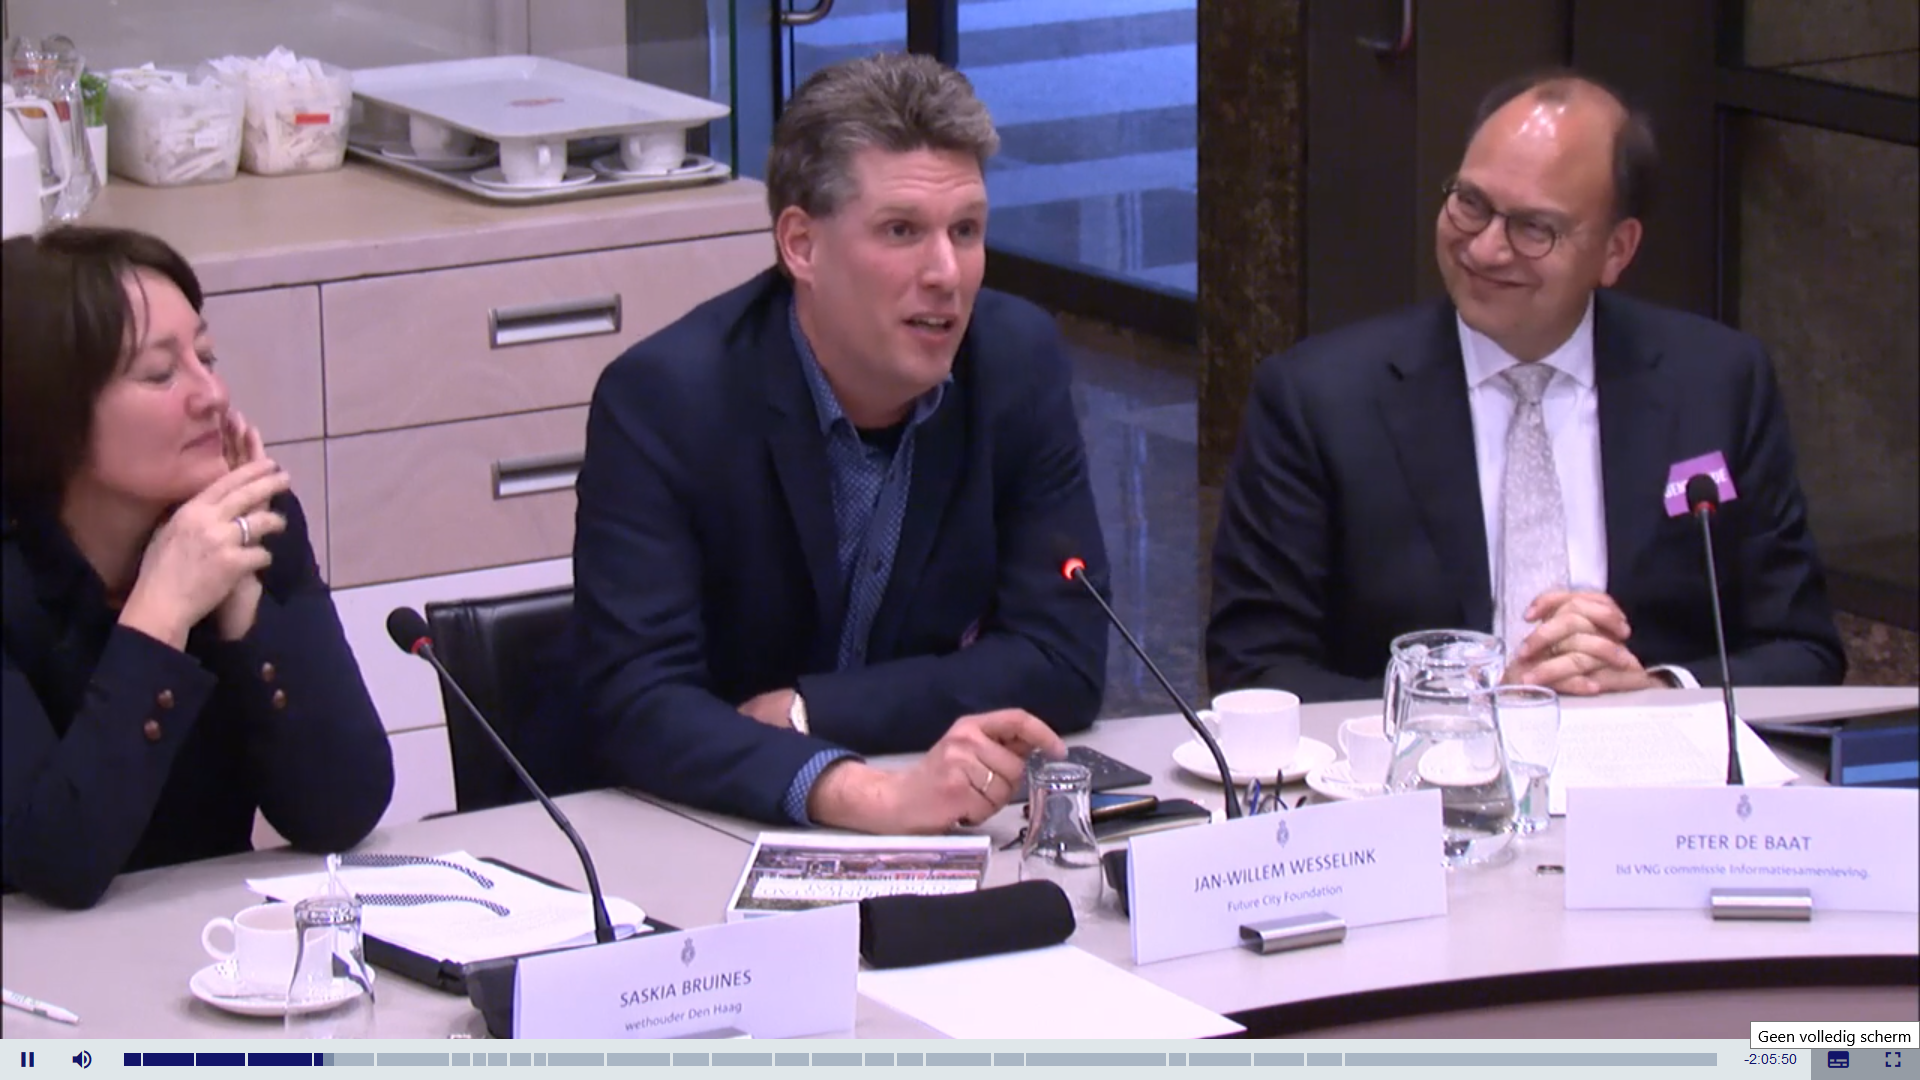 PETER DE BAAT
lid VNG commissie Informatiesamenleving.
JAN-WILLEM WESSELINK
Future City Foundation
SASKIA BRUINES
wethouder Den Haag
Geen volledig scherm
-2:05:50